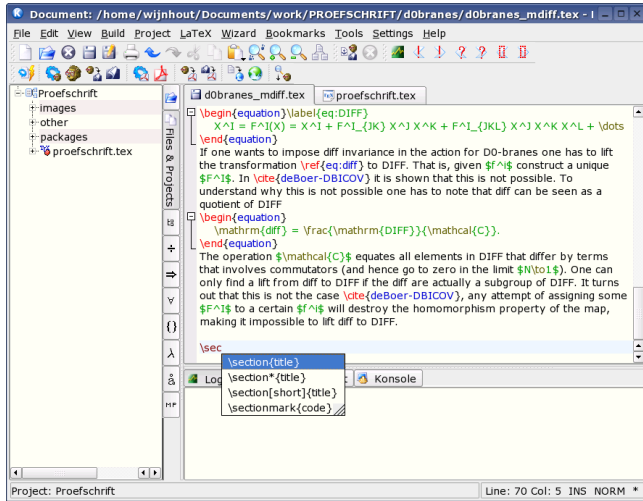 Document: /home/wijnhout/Documents/work/PROEFSCHRIFT/d0branes/d0branes_mdiff.tex -
File Edit View Build Project LaTeX Wizard Bookmarks Tools Settings Help
Proefschrift
images
other
packages
proefschrift.tex
Files & Projects
d0branes_mdiff.tex proefschrift.tex
\begin{equation}\label{eq:DIFF}
X^I = F^I(X) = X^I + F^I_{JK} X^J X^K + F^I_{JKL} X^J X^K X^L + \dots
\end{equation}
If one wants to impose diff invariance in the action for D0-branes one has to lift
the transformation \ref{eq:diff} to DIFF. That is, given $f^i$ construct a unique
$F^I$. In \cite{deBoer-DBICOV} it is shown that this is not possible. To
understand why this is not possible one has to note that diff can be seen as a
quotient of DIFF
\begin{equation}
\mathrm{diff} = \frac{\mathrm{DIFF}}{\mathcal{C}}.
\end{equation}
The operation $\mathcal{C}$ equates all elements in DIFF that differ by terms
that involves commutators (and hence go to zero in the limit $N\to1$). One can
only find a lift from diff to DIFF if the diff are actually a subgroup of DIFF. It turns
out that this is not the case \cite{deBoer-DBICOV}, any attempt of assigning some
$F^I$ to a certain $f^i$ will destroy the homomorphism property of the map,
making it impossible to lift diff to DIFF.
\sec
\section{title}
\section*{title}
\section[short]{title}
\sectionmark{code}
Konsole
Project: Proefschrift
Line: 70 Col: 5 INS NORM *